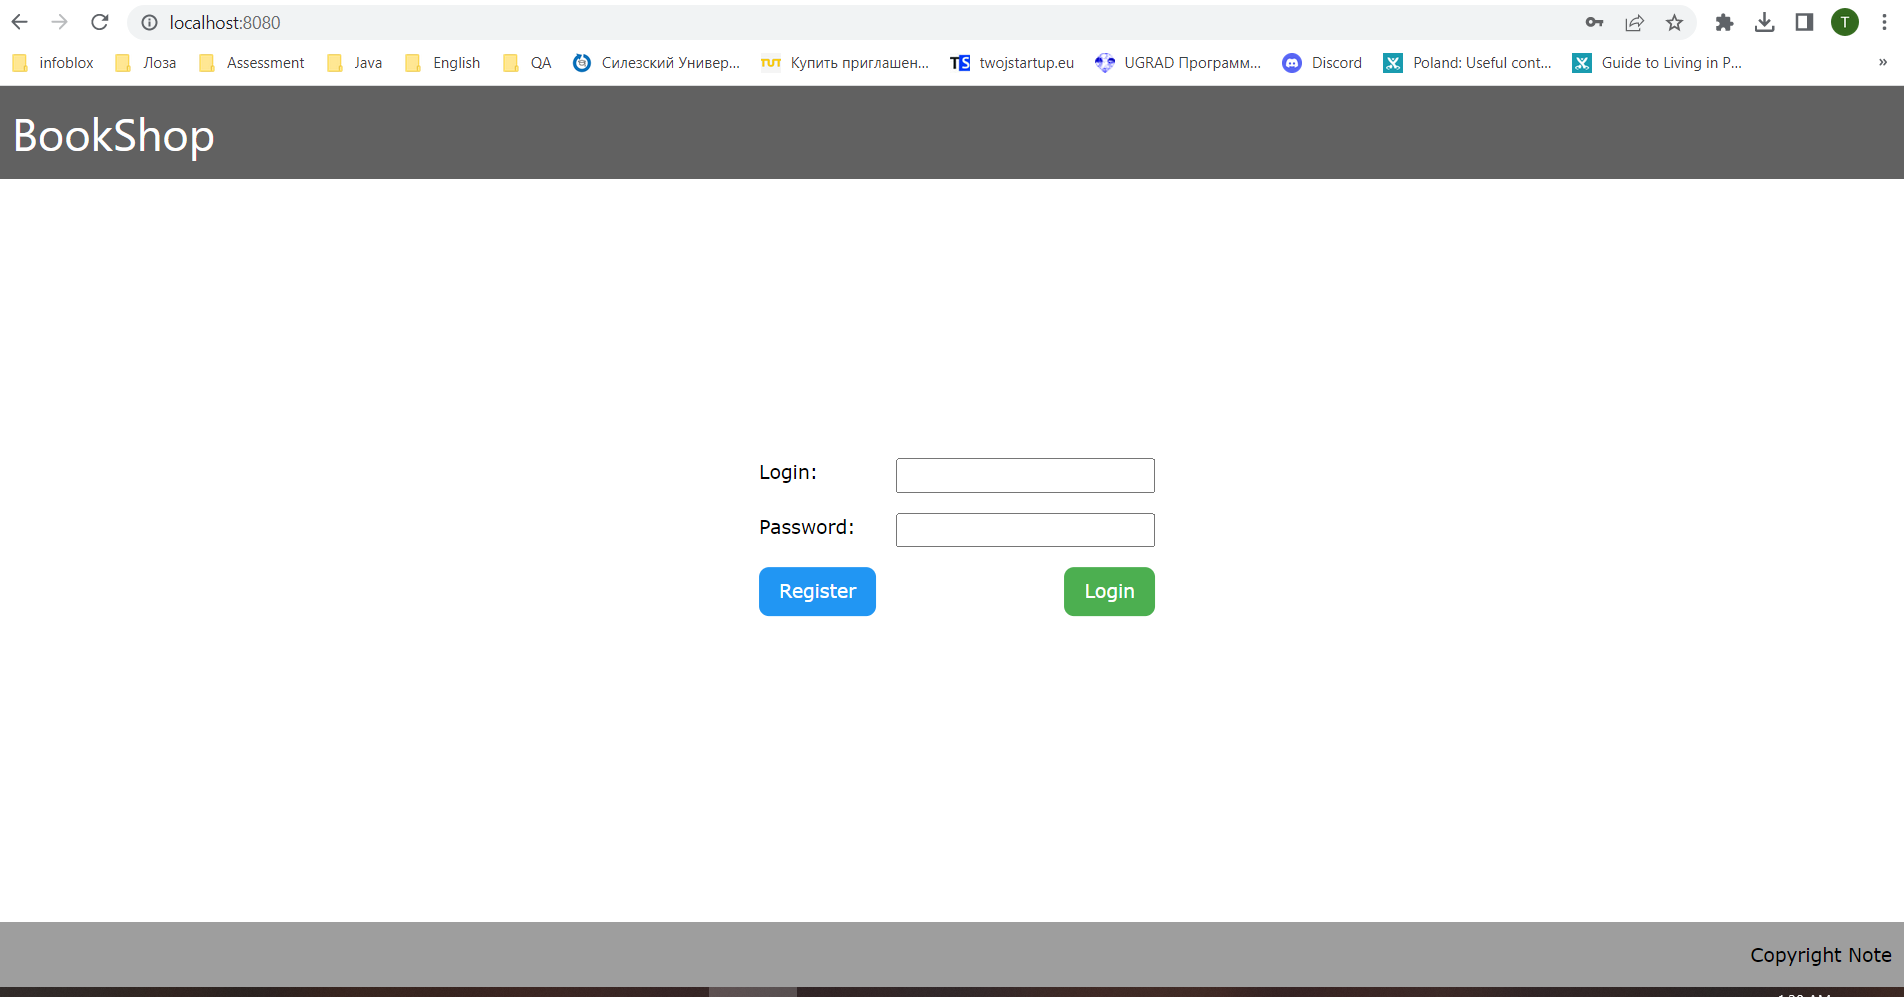 localhost:8080
T
infoblox Лоза Assessment Java English QA Силезский Универ... Купить приглашен... TS twojstartup.eu UGRAD Программ... Discord Poland: Useful cont... Guide to Living in P... »
BookShop
Login:
Password:
Register Login
Copyright Note